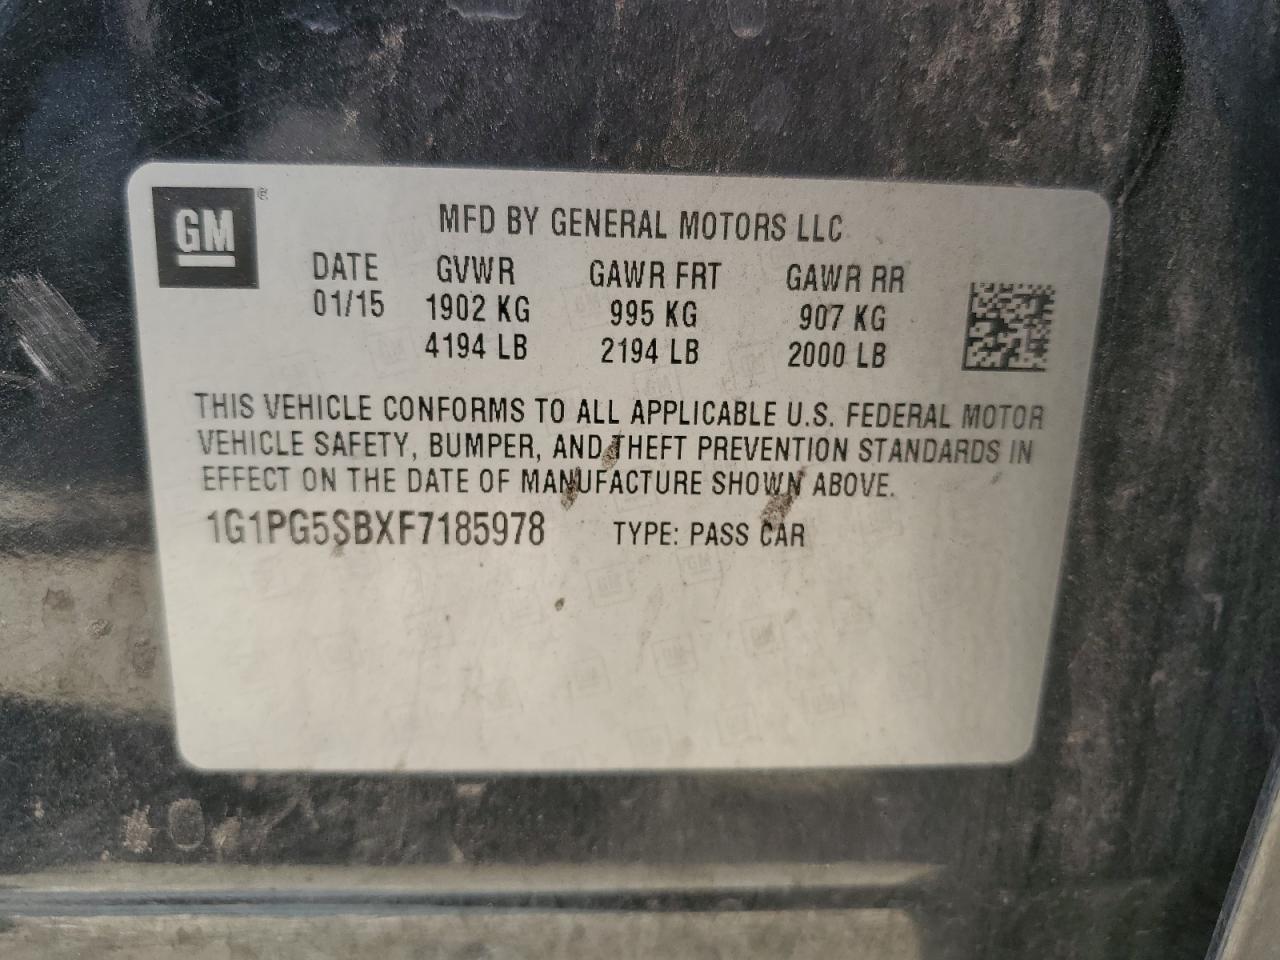 GM ®
MFD BY GENERAL MOTORS LLC
DATE GVWR GAWR FRT GAWR RR
01/15 1902 KG 995 KG 907 KG
4194 LB 2194 LB 2000 LB
THIS VEHICLE CONFORMS TO ALL APPLICABLE U.S. FEDERAL MOTOR
VEHICLE SAFETY, BUMPER, AND THEFT PREVENTION STANDARDS IN
EFFECT ON THE DATE OF MANUFACTURE SHOWN ABOVE.
1G1PG5SBXF7185978 TYPE: PASS CAR